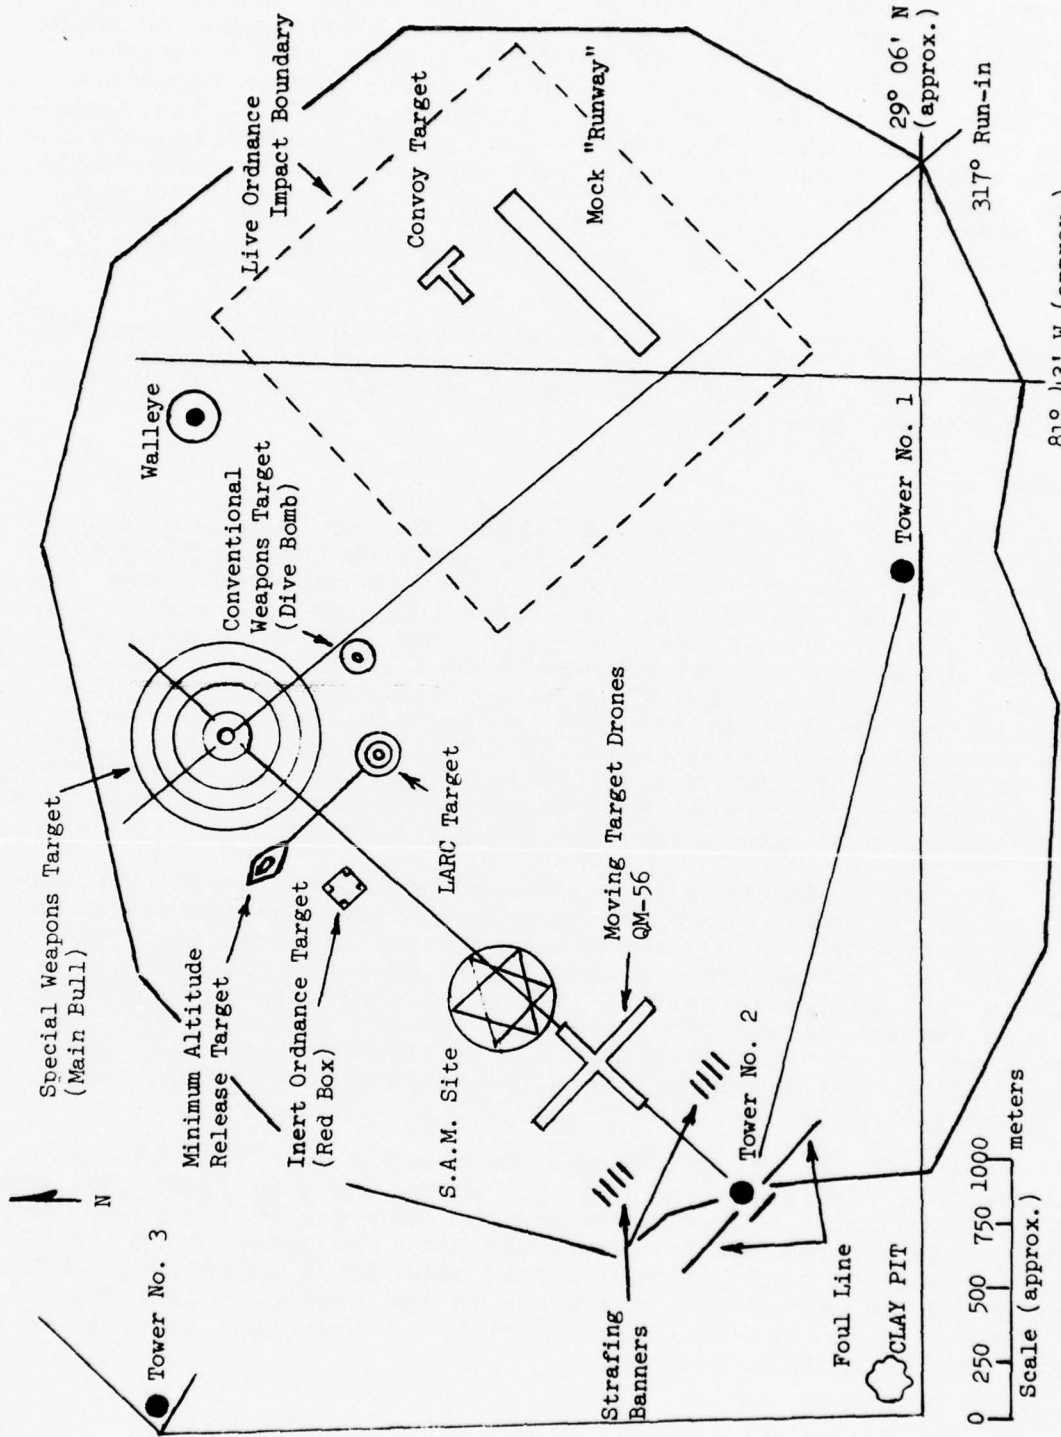 Special Weapons Target
(Main Bull)
Minimum Altitude
Release Target
Inert Ordnance Target
(Red Box)
S.A.M. Site
LARC Target
Conventional
Weapons Target
(Dive Bomb)
Walleye
Live Ordnance
Impact Boundary
Convoy Target
Mock "Runway"
29° 06' N
(approx.)
317° Run-in
Tower No. 1
Moving Target Drones
QM-56
Tower No. 2
Strafing
Banners
Foul Line
CLAY PIT
Tower No. 3
N
0 250 500 750 1000
Scale (approx.) meters
81° 43' W (approx.)